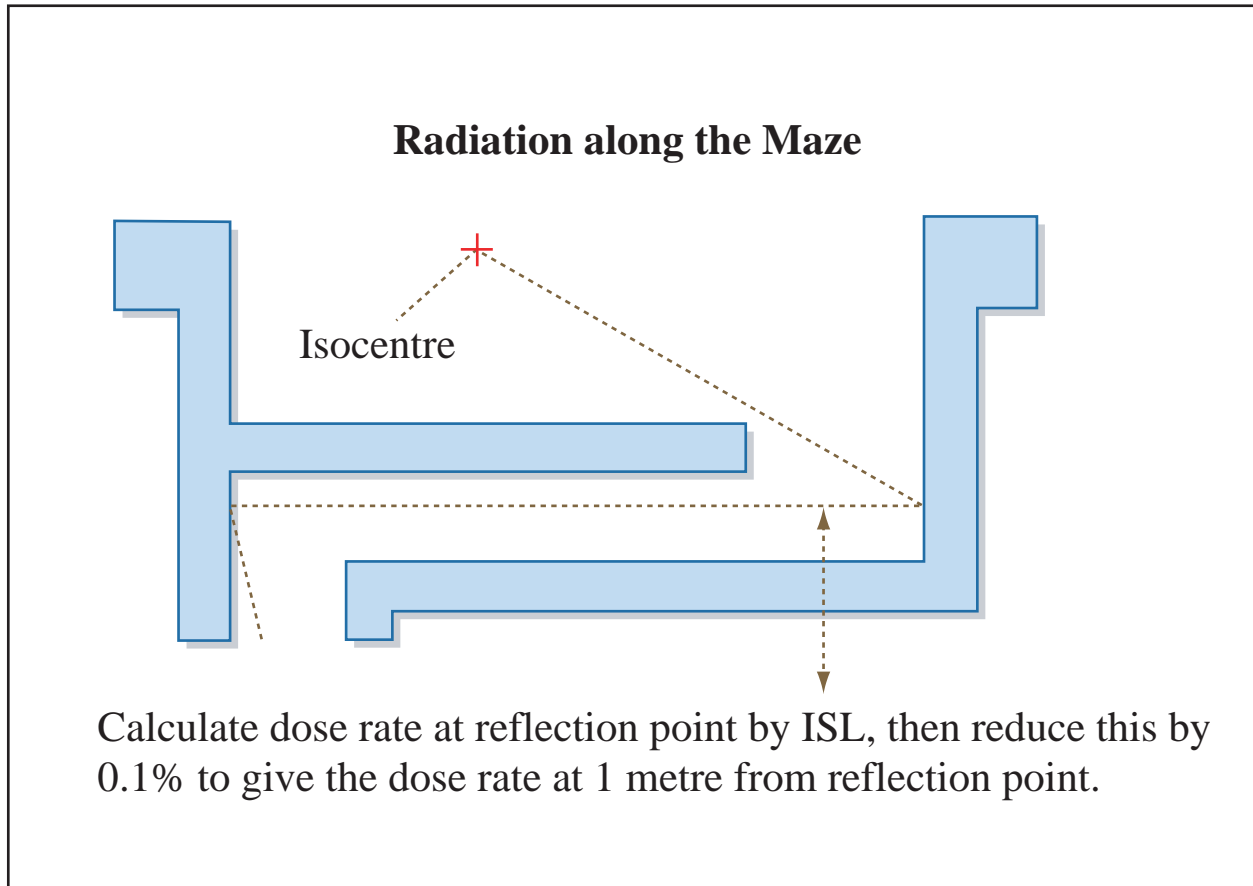 Radiation along the Maze
Isocentre
Calculate dose rate at reflection point by ISL, then reduce this by
0.1% to give the dose rate at 1 metre from reflection point.